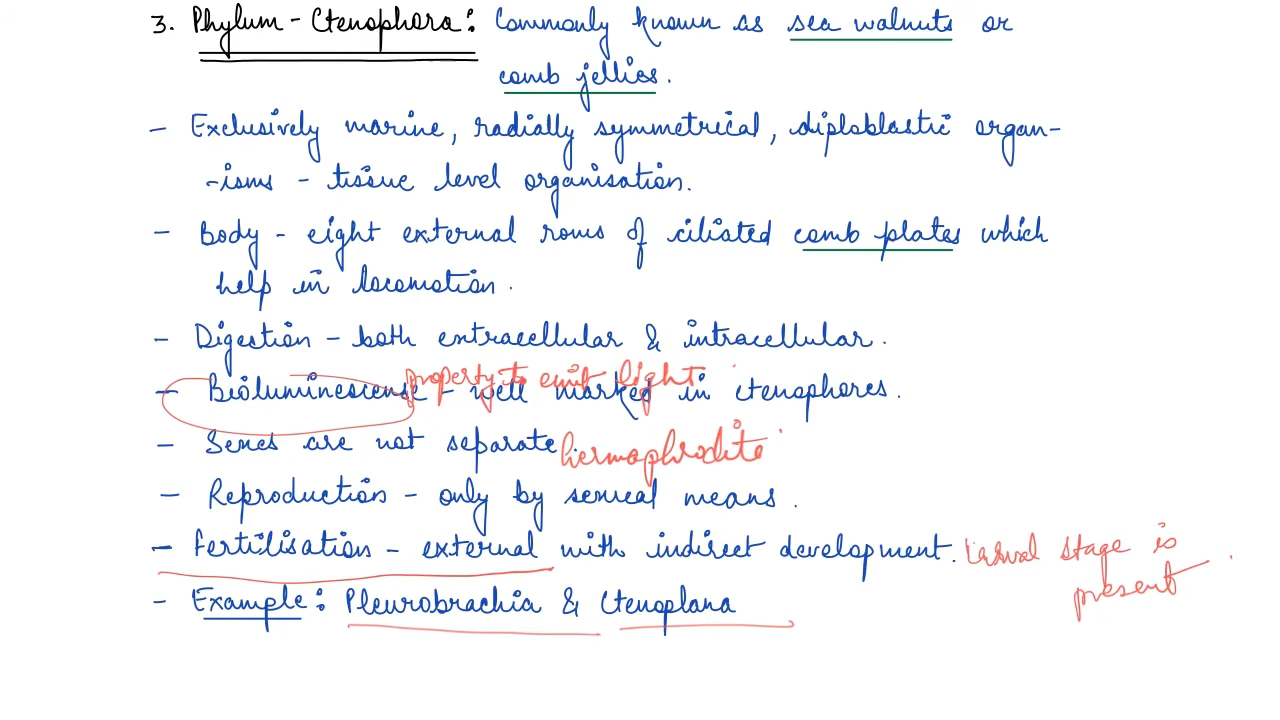 3. Phylum - Ctenophora: Commonly known as sea walnuts or
comb jellies.
- Exclusively marine, radially symmetrical, diploblastic organ-
-isms - tissue level organisation.
- Body - eight external rows of ciliated comb plates which
help in locomotion.
- Digestion - both extracellular & intracellular.
property to emit light
- Bioluminescense - well marked in ctenophores.
- Sexes are not separate hermaphrodite
- Reproduction - only by sexual means.
- Fertilisation - external with indirect development. Larval stage is
present
- Example: Pleurobrachia & Ctenoplana